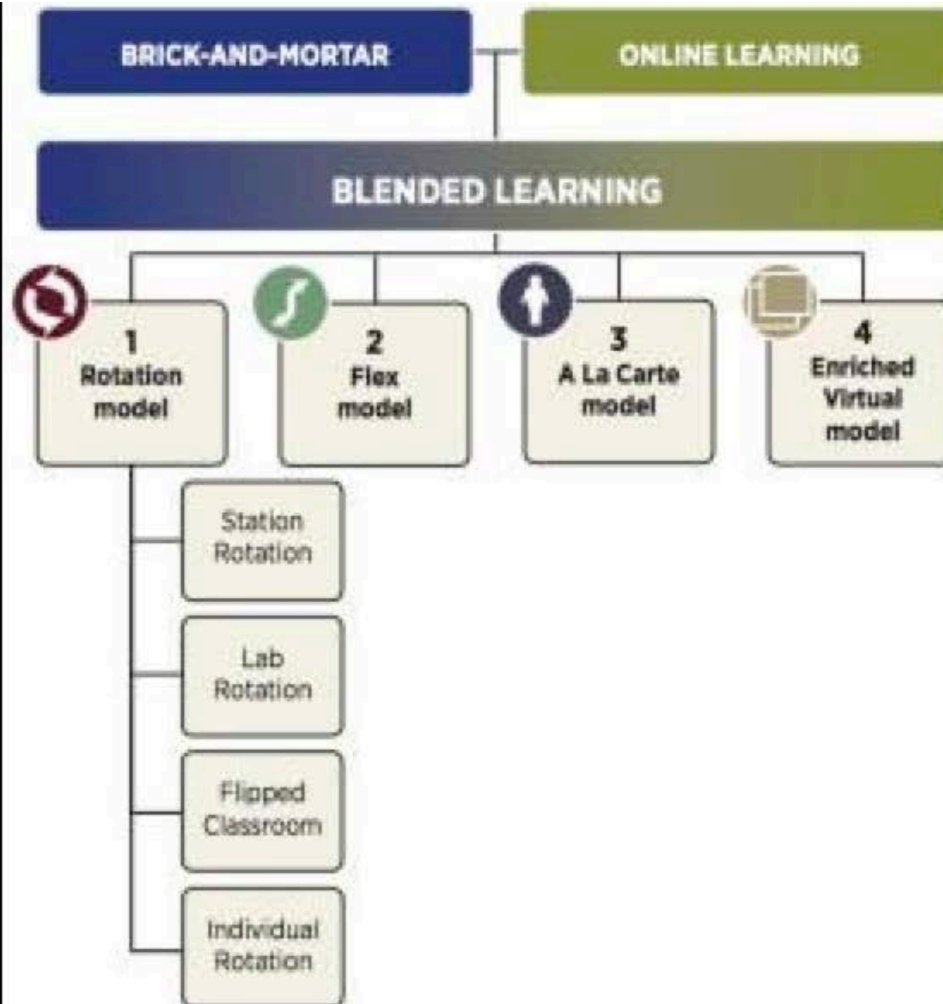 BRICK-AND-MORTAR
ONLINE LEARNING
BLENDED LEARNING
1
Rotation
model
2
Flex
model
3
A La Carte
model
4
Enriched
Virtual
model
Station
Rotation
Lab
Rotation
Flipped
Classroom
Individual
Rotation